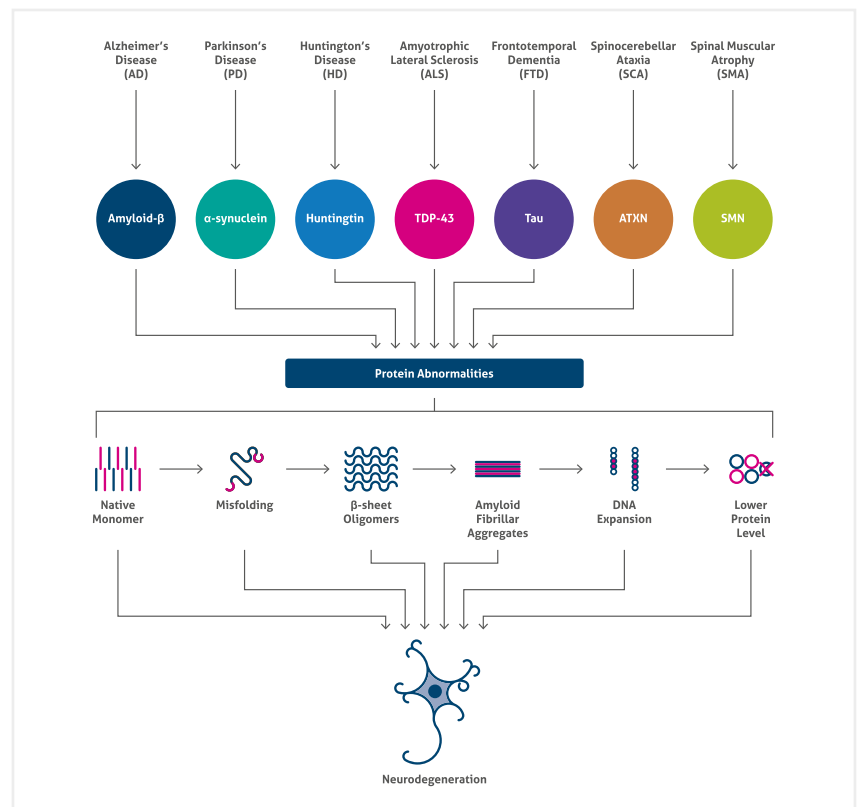 Alzheimer's
Disease
(AD)
Parkinson's
Disease
(PD)
Huntington's
Disease
(HD)
Amyotrophic
Lateral Sclerosis
(ALS)
Frontotemporal
Dementia
(FTD)
Spinocerebellar
Ataxia
(SCA)
Spinal Muscular
Atrophy
(SMA)
Amyloid-β
α-synuclein
Huntingtin
TDP-43
Tau
ATXN
SMN
Protein Abnormalities
Native
Monomer
Misfolding
β-sheet
Oligomers
Amyloid
Fibrillar
Aggregates
DNA
Expansion
Lower
Protein
Level
Neurodegeneration